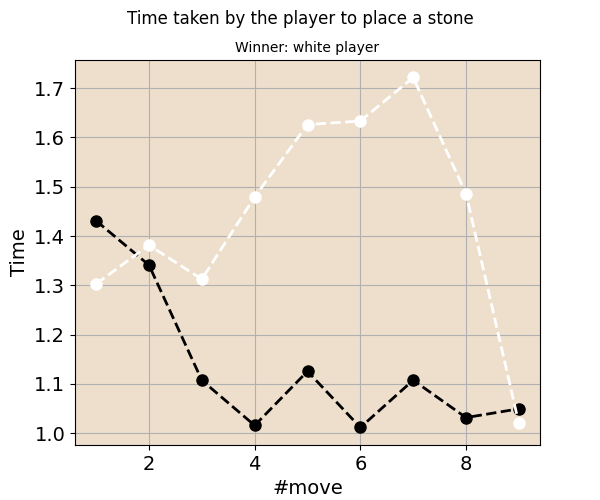 Time taken by the player to place a stone
Winner: white player
1.7
1.6
1.5
1.4
1.3
1.2
1.1
1.0
Time
2 4 6 8
#move